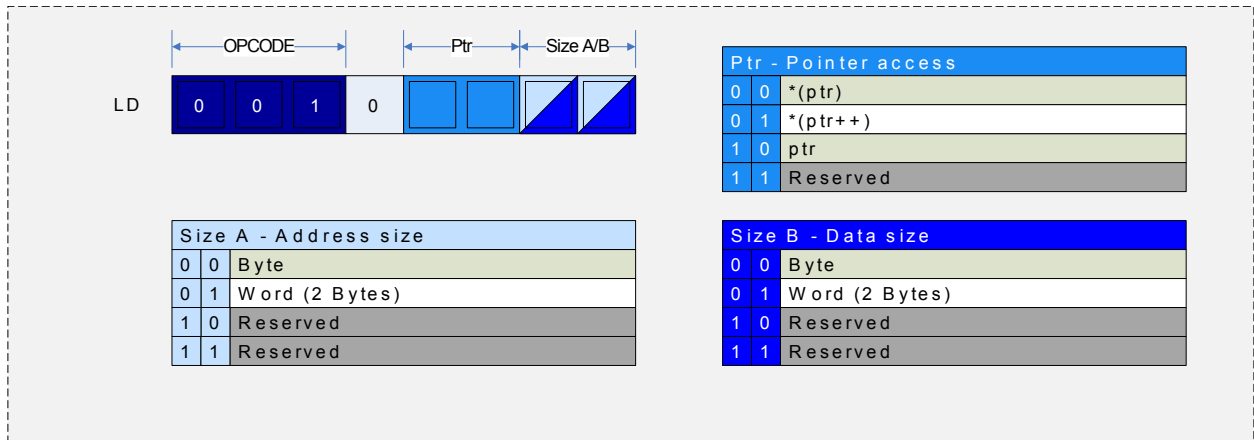 OPCODE Ptr Size A/B
LD 0 0 1 0
Ptr - Pointer access
0 0 *(ptr)
0 1 *(ptr++)
1 0 ptr
1 1 Reserved
Size A - Address size
0 0 Byte
0 1 Word (2 Bytes)
1 0 Reserved
1 1 Reserved
Size B - Data size
0 0 Byte
0 1 Word (2 Bytes)
1 0 Reserved
1 1 Reserved